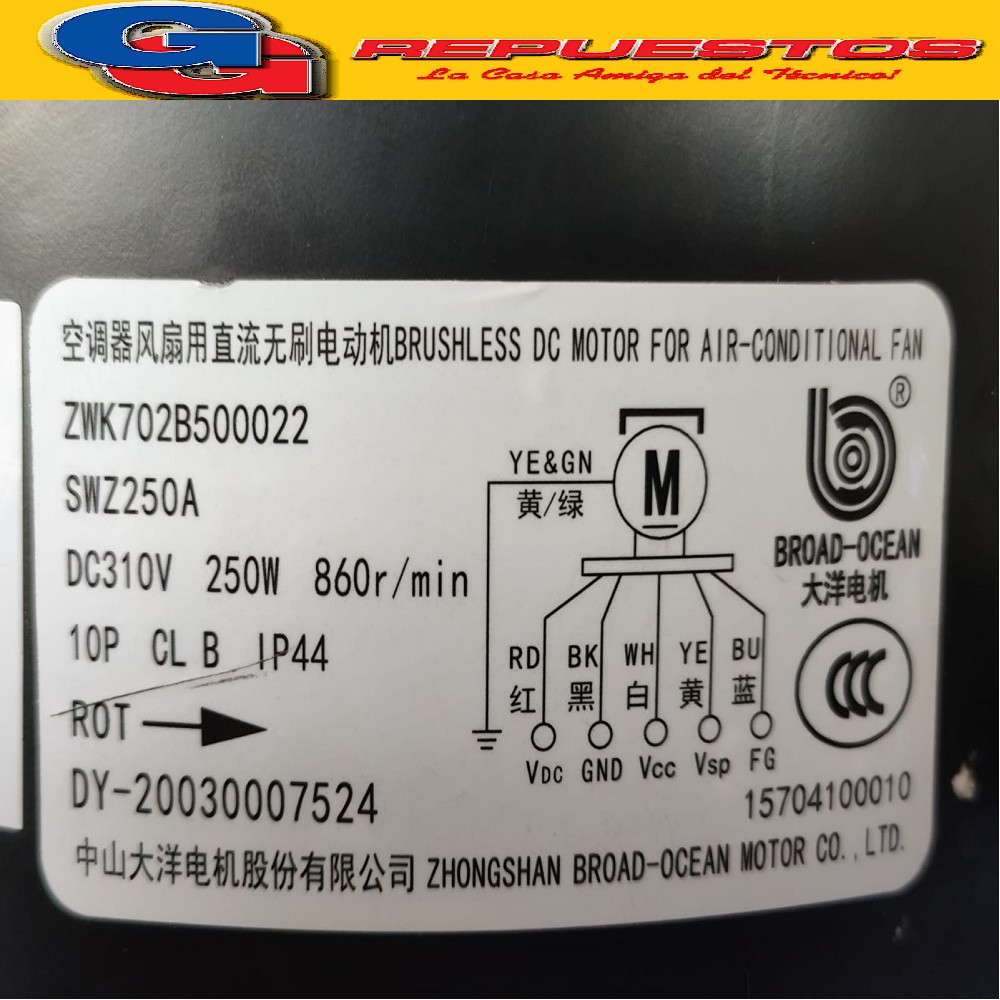 GG REPUESTOS
La Casa Amiga del Técnico!
空调器风扇用直流无刷电动机BRUSHLESS DC MOTOR FOR AIR-CONDITIONAL FAN
ZWK702B500022
SWZ250A
DC310V 250W 860r/min
10P CL B IP44
ROT
DY-20030007524
YE&GN
黄/绿
M
RD BK WH YE BU
红 黑 白 黄 蓝
VDC GND Vcc Vsp FG
®
BROAD-OCEAN
大洋电机
CCC
15704100010
中山大洋电机股份有限公司 ZHONGSHAN BROAD-OCEAN MOTOR CO.,LTD.